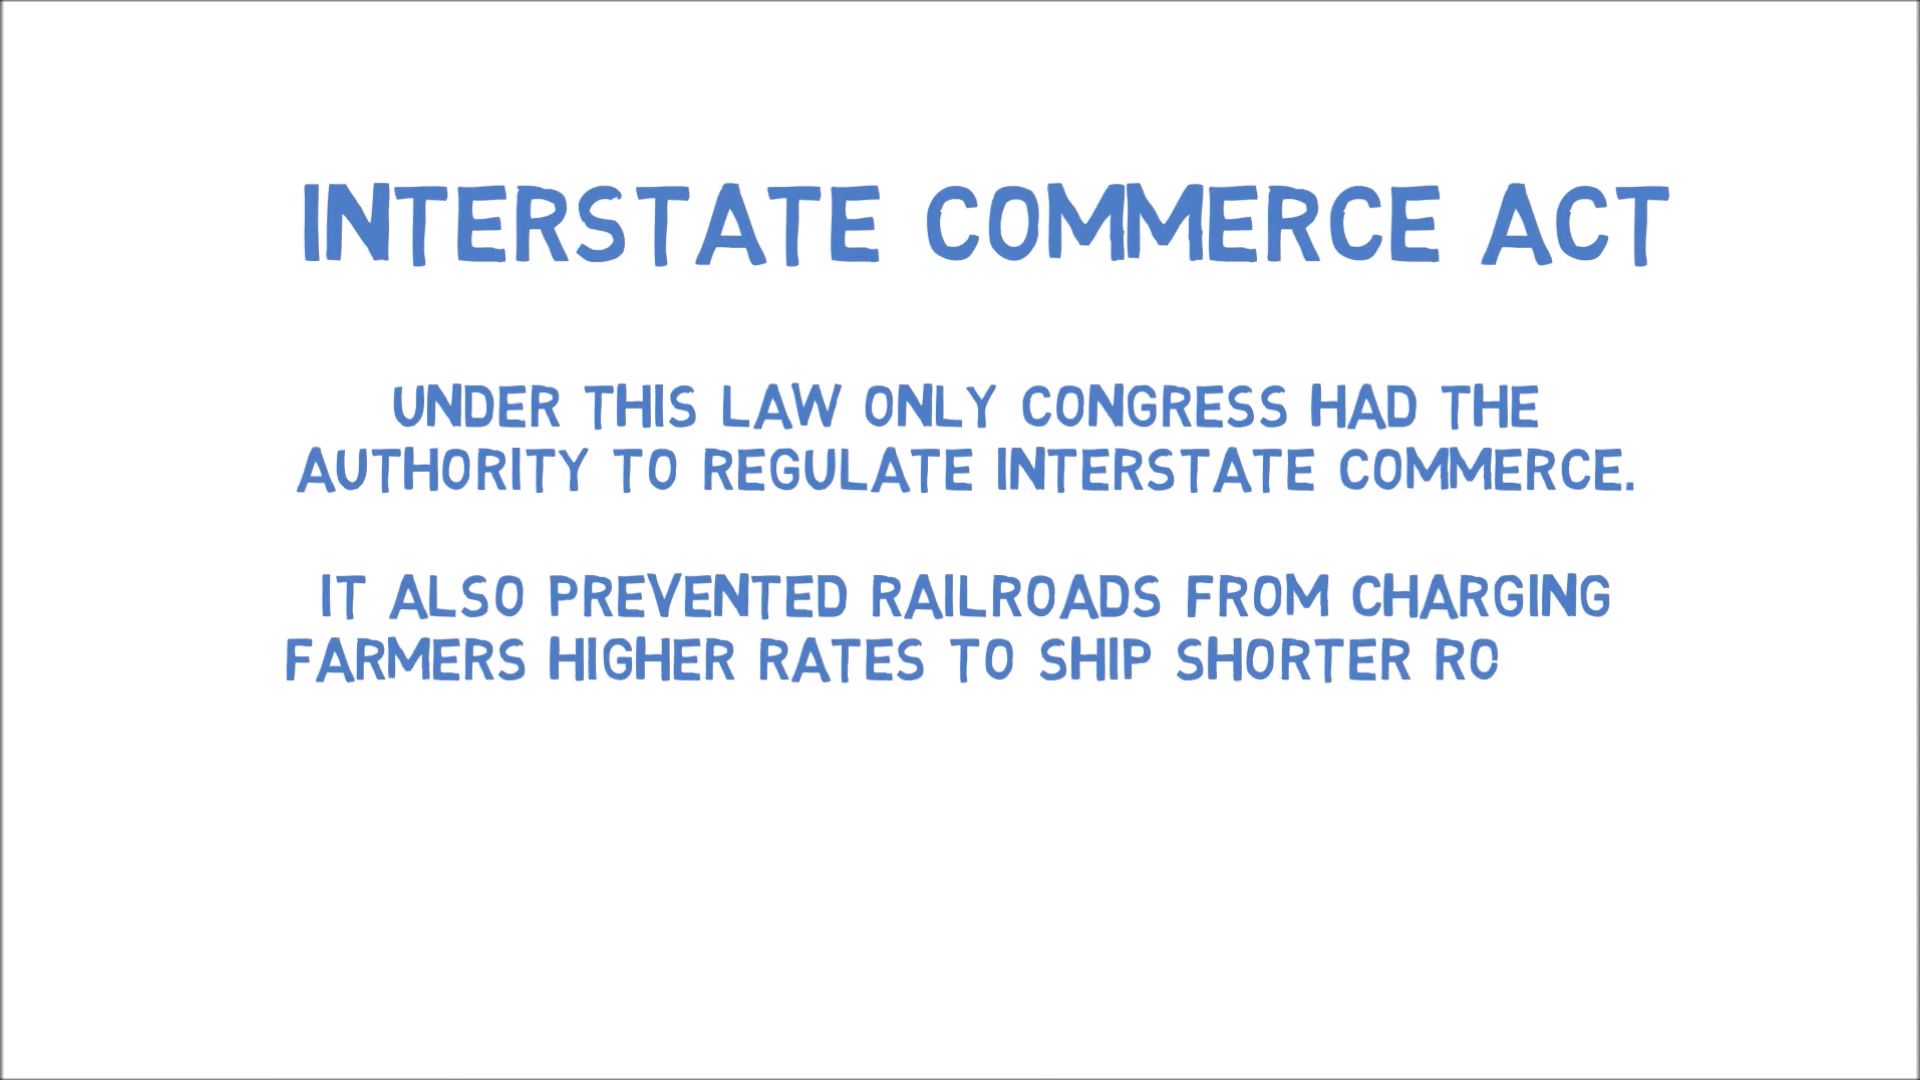 INTERSTATE COMMERCE ACT
UNDER THIS LAW ONLY CONGRESS HAD THE
AUTHORITY TO REGULATE INTERSTATE COMMERCE.
IT ALSO PREVENTED RAILROADS FROM CHARGING
FARMERS HIGHER RATES TO SHIP SHORTER